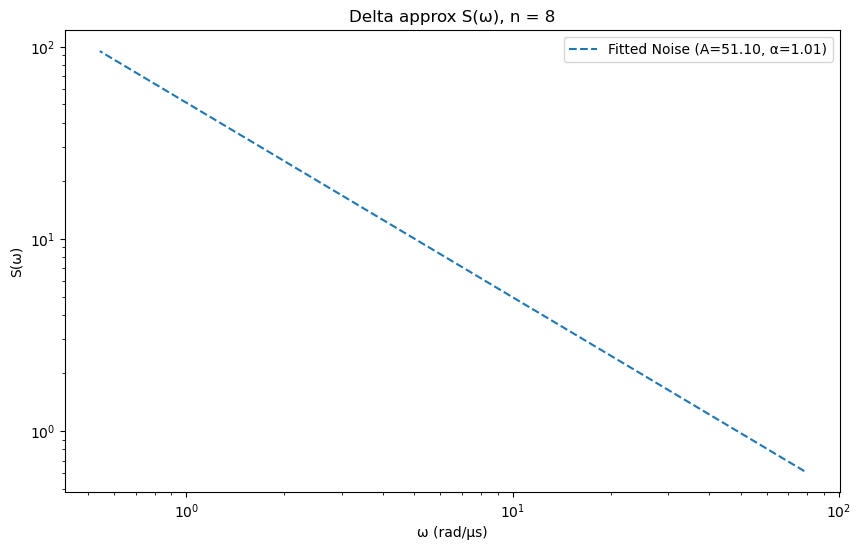 Delta approx S(ω), n = 8
Fitted Noise (A=51.10, α=1.01)
S(ω)
10²
10¹
10⁰
10⁰
10¹
10²
ω (rad/μs)